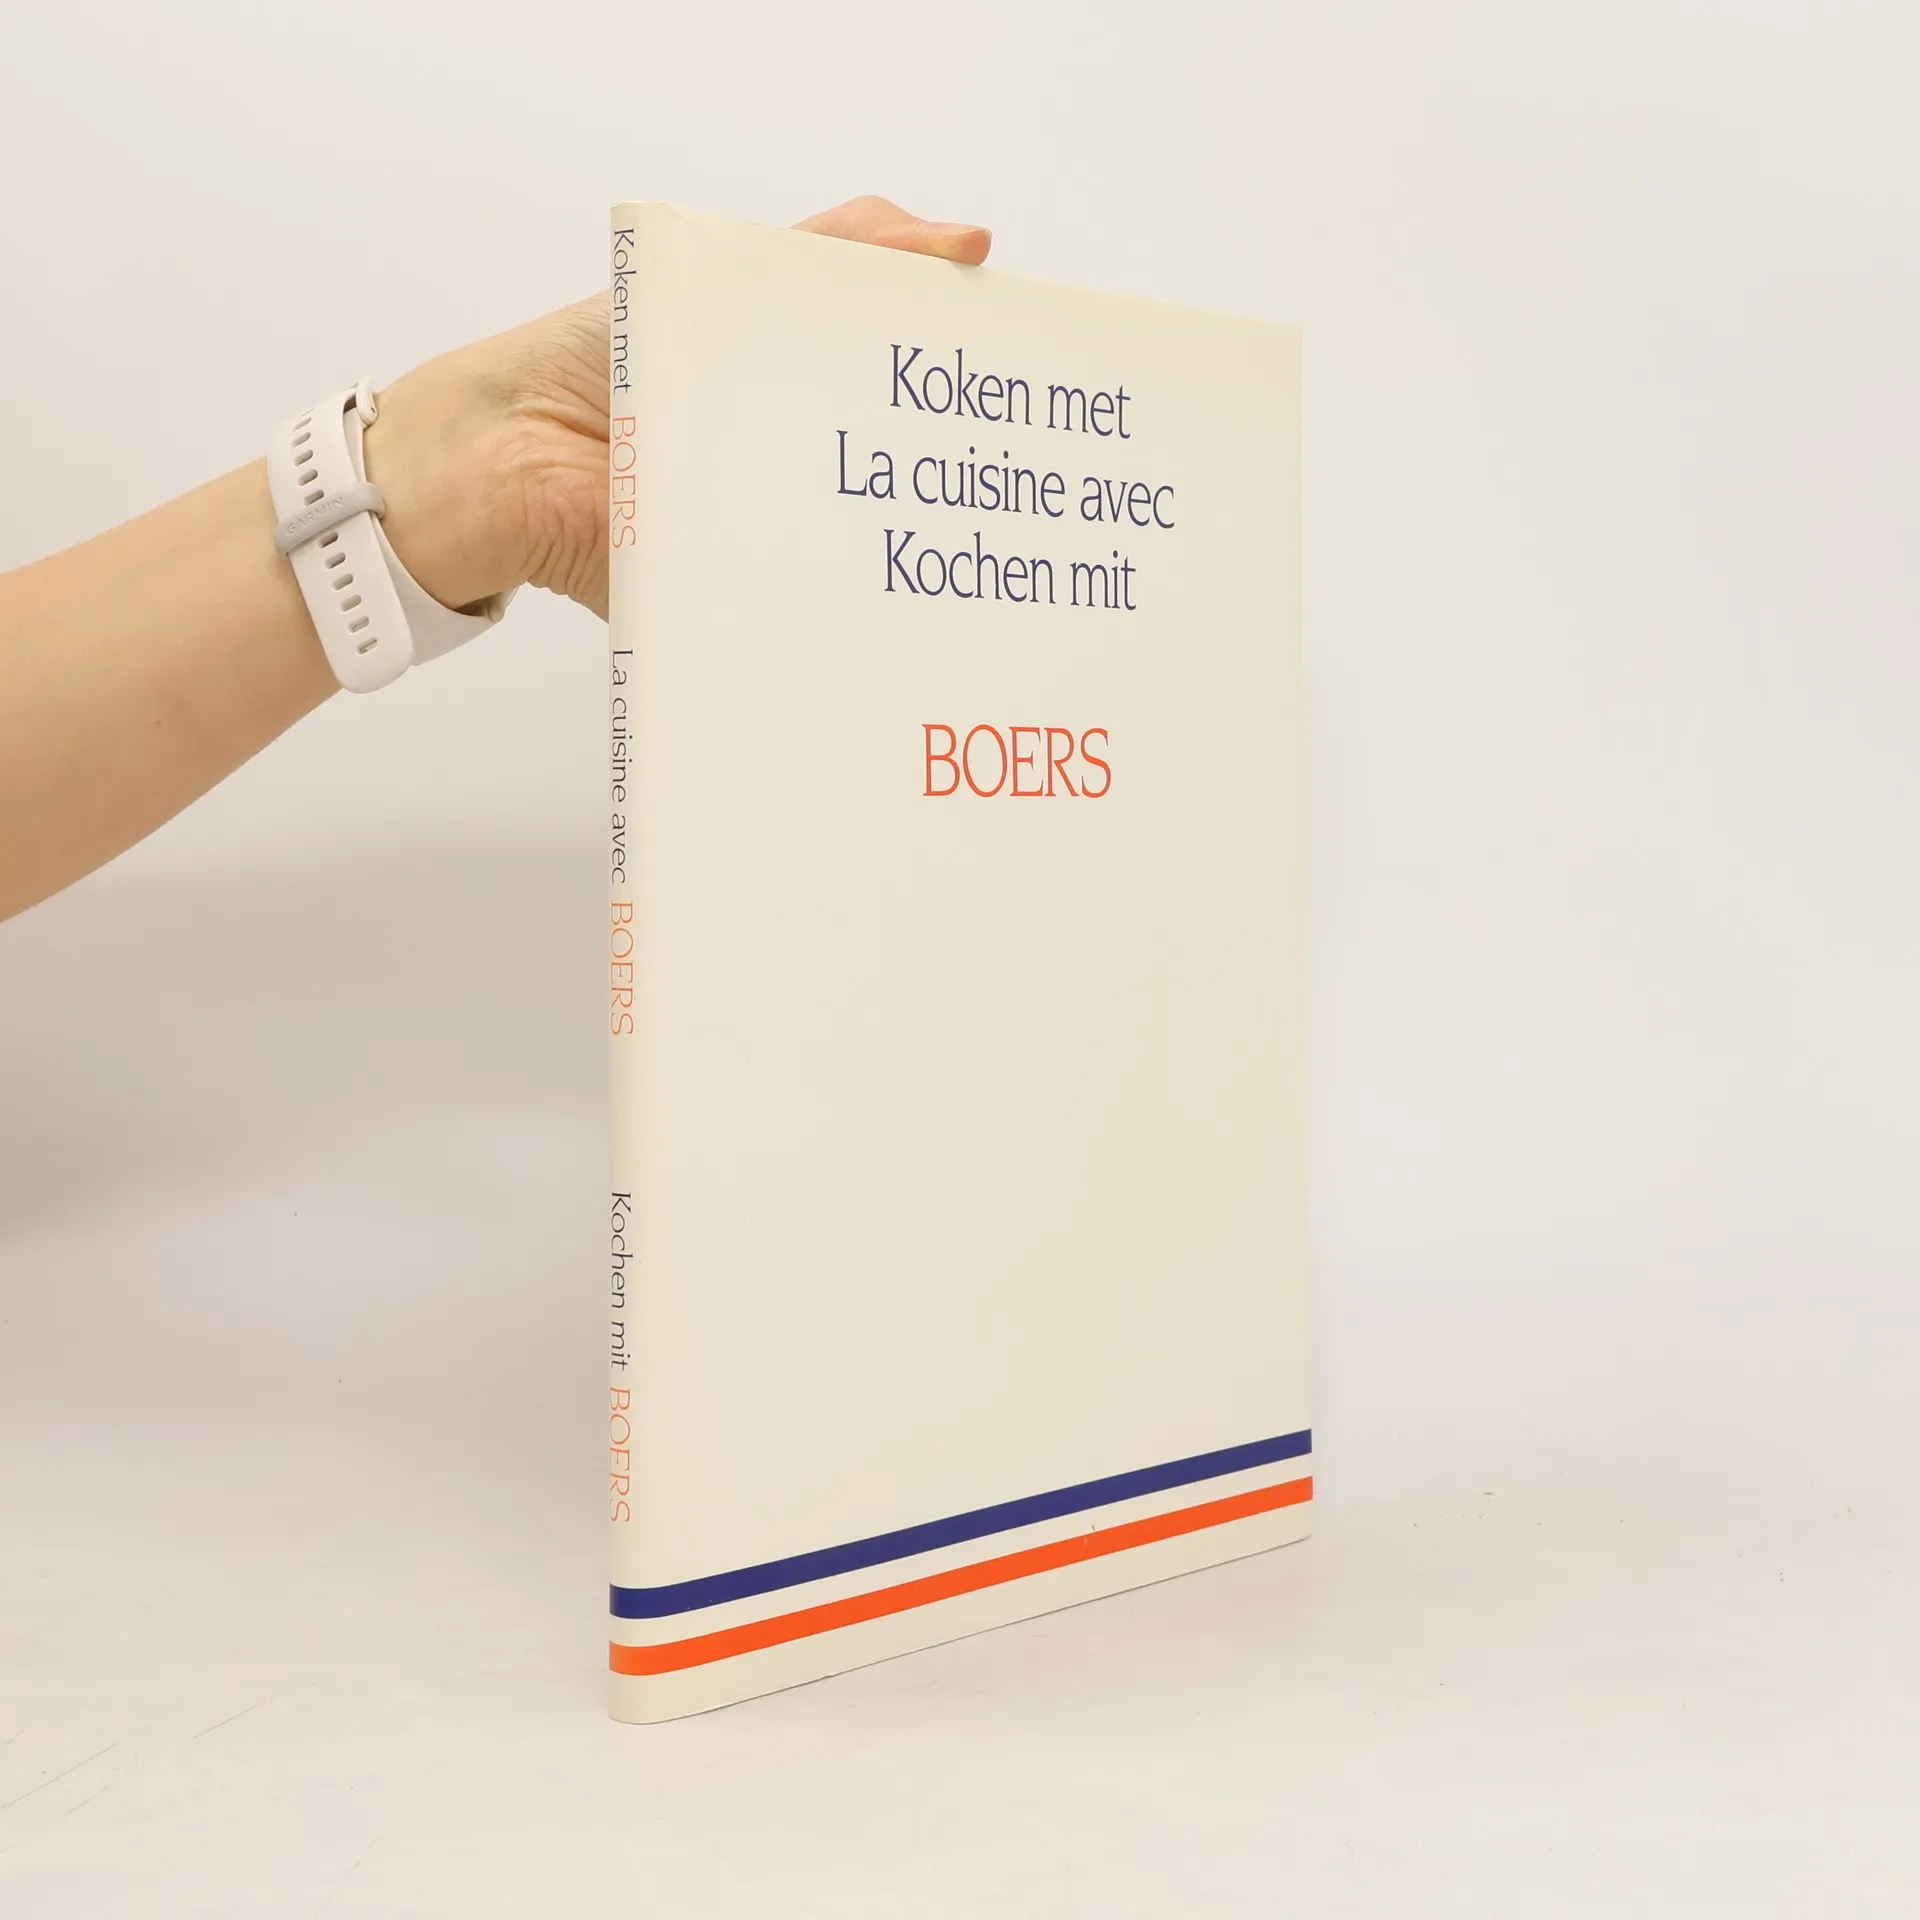 Koken met
La cuisine avec
Kochen mit
BOERS
Koken met BOERS
La cuisine avec BOERS
Kochen mit BOERS
GARMIN